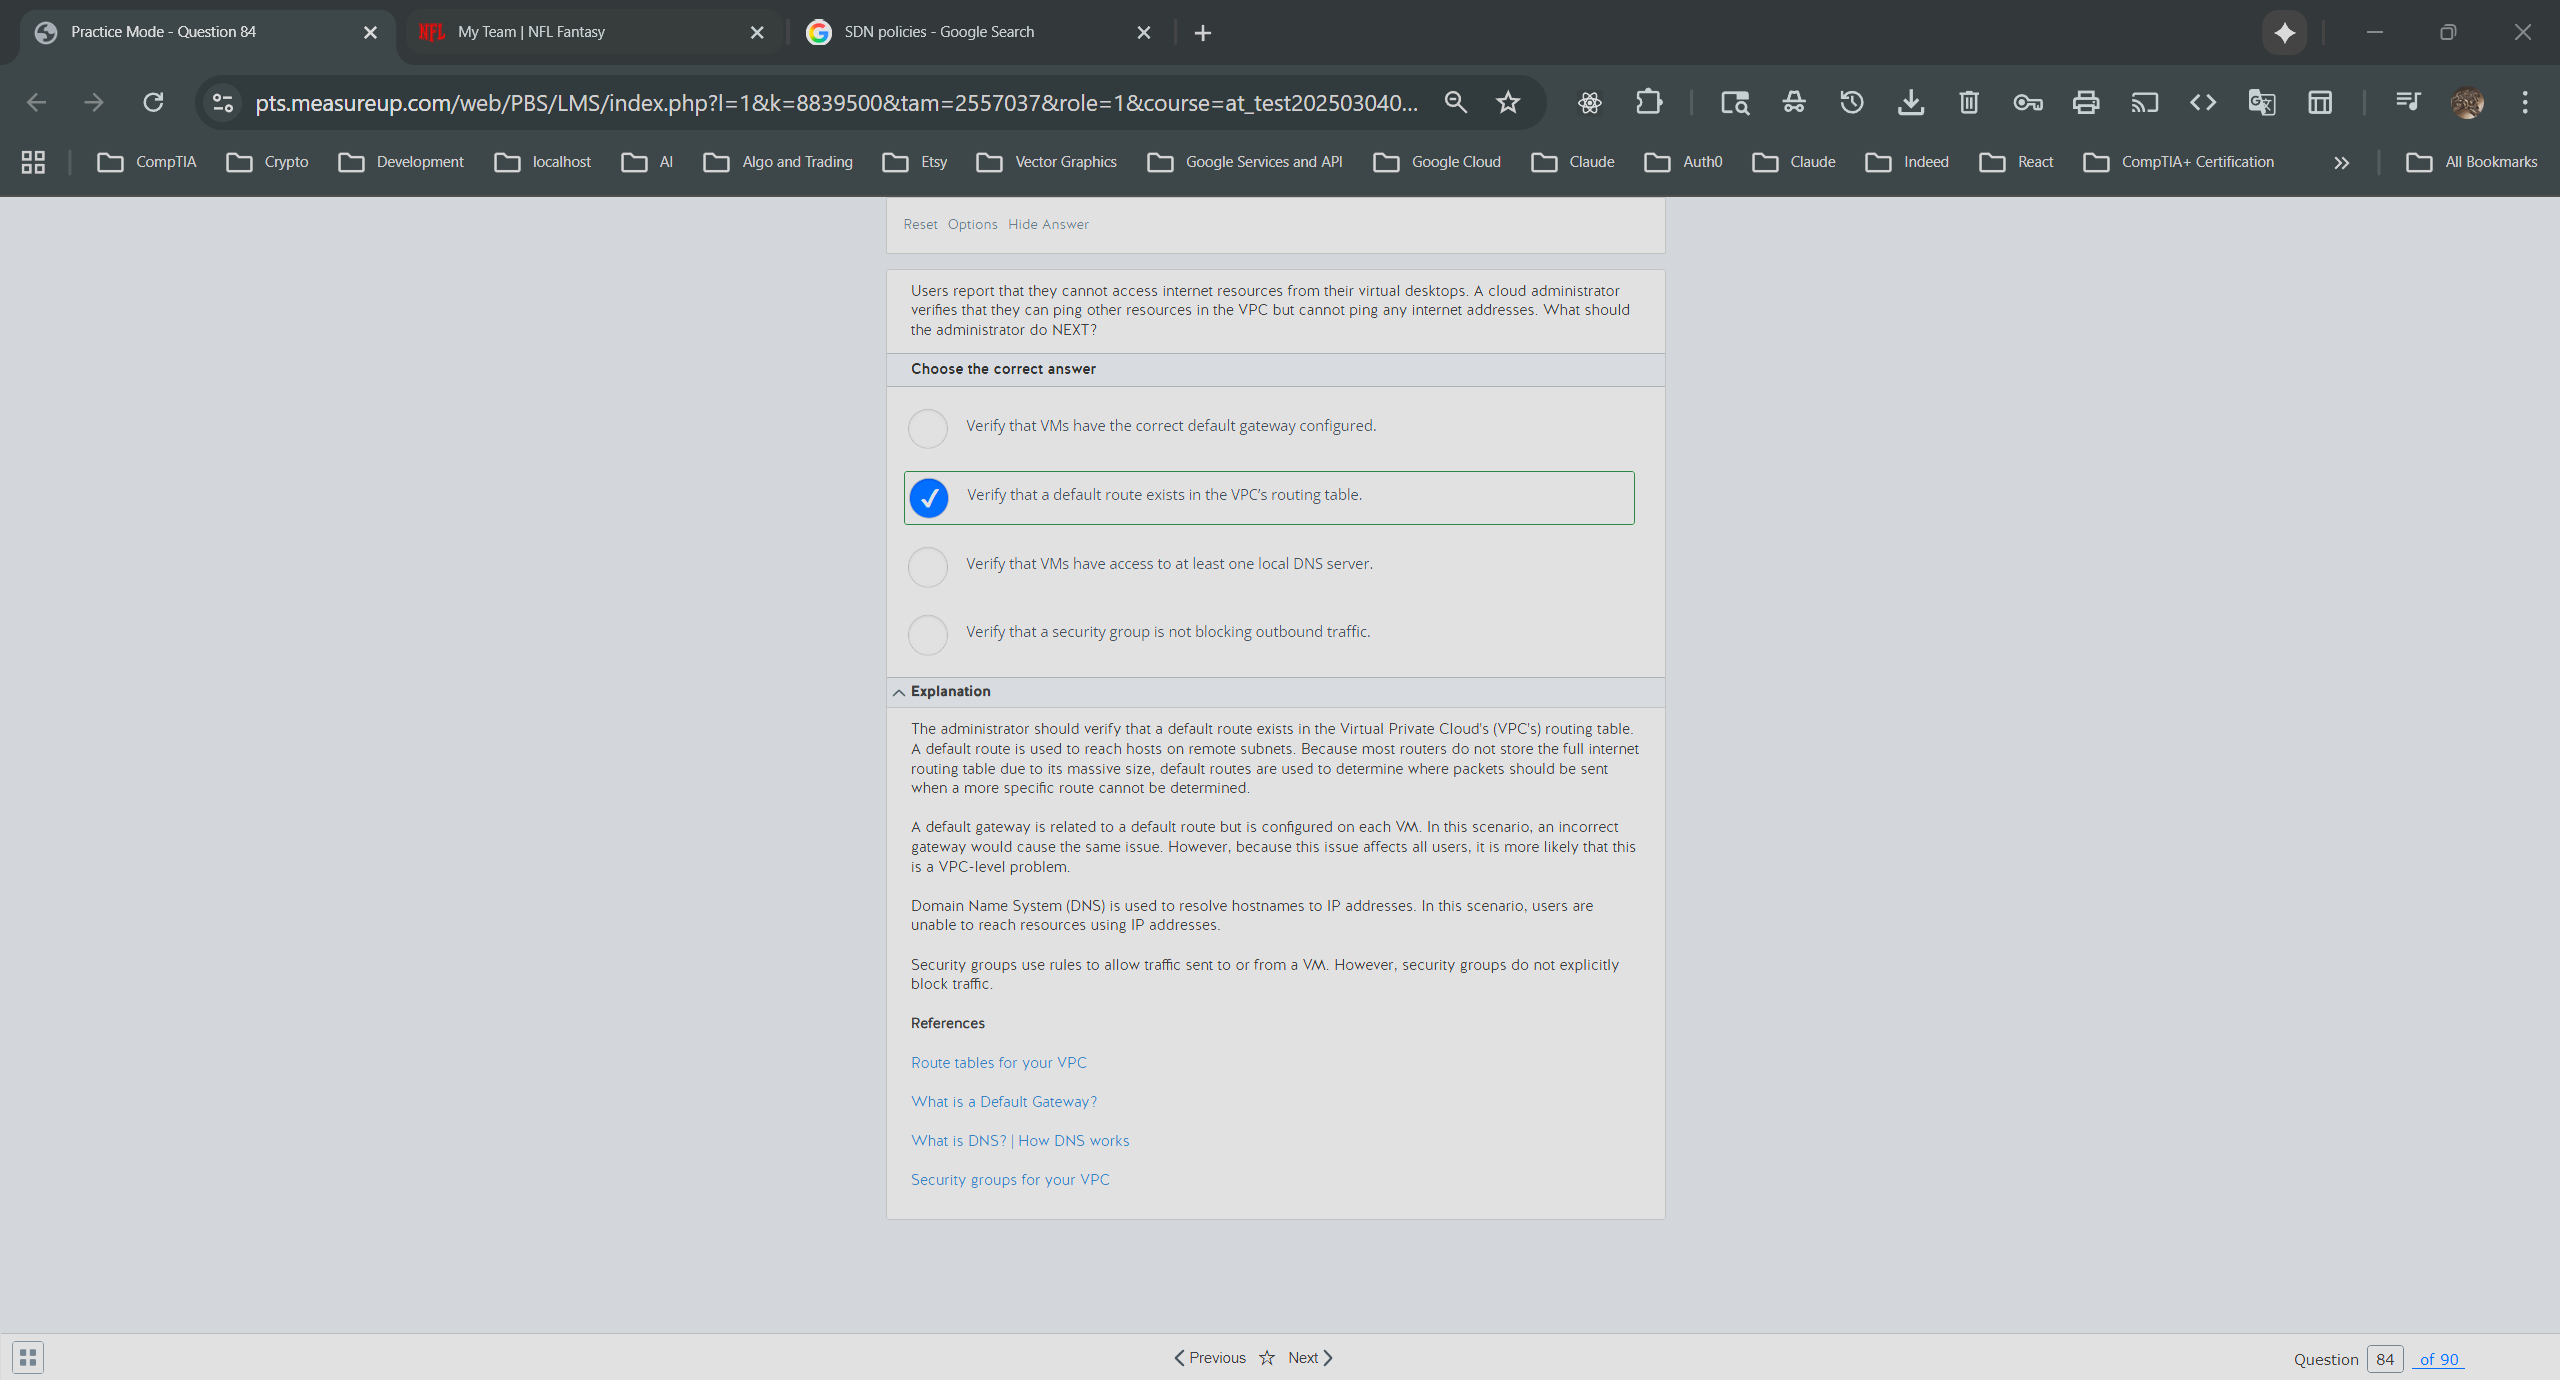 Practice Mode - Question 84
NFL My Team | NFL Fantasy
SDN policies - Google Search
pts.measureup.com/web/PBS/LMS/index.php?l=1&k=8839500&tam=2557037&role=1&course=at_test202503040...
CompTIA Crypto Development localhost AI Algo and Trading Etsy Vector Graphics Google Services and API Google Cloud Claude Auth0 Claude Indeed React CompTIA+ Certification All Bookmarks
Reset Options Hide Answer
Users report that they cannot access internet resources from their virtual desktops. A cloud administrator
verifies that they can ping other resources in the VPC but cannot ping any internet addresses. What should
the administrator do NEXT?
Choose the correct answer
Verify that VMs have the correct default gateway configured.
Verify that a default route exists in the VPC's routing table.
Verify that VMs have access to at least one local DNS server.
Verify that a security group is not blocking outbound traffic.
Explanation
The administrator should verify that a default route exists in the Virtual Private Cloud's (VPC's) routing table.
A default route is used to reach hosts on remote subnets. Because most routers do not store the full internet
routing table due to its massive size, default routes are used to determine where packets should be sent
when a more specific route cannot be determined.
A default gateway is related to a default route but is configured on each VM. In this scenario, an incorrect
gateway would cause the same issue. However, because this issue affects all users, it is more likely that this
is a VPC-level problem.
Domain Name System (DNS) is used to resolve hostnames to IP addresses. In this scenario, users are
unable to reach resources using IP addresses.
Security groups use rules to allow traffic sent to or from a VM. However, security groups do not explicitly
block traffic.
References
Route tables for your VPC
What is a Default Gateway?
What is DNS? | How DNS works
Security groups for your VPC
Previous Next
Question 84 of 90